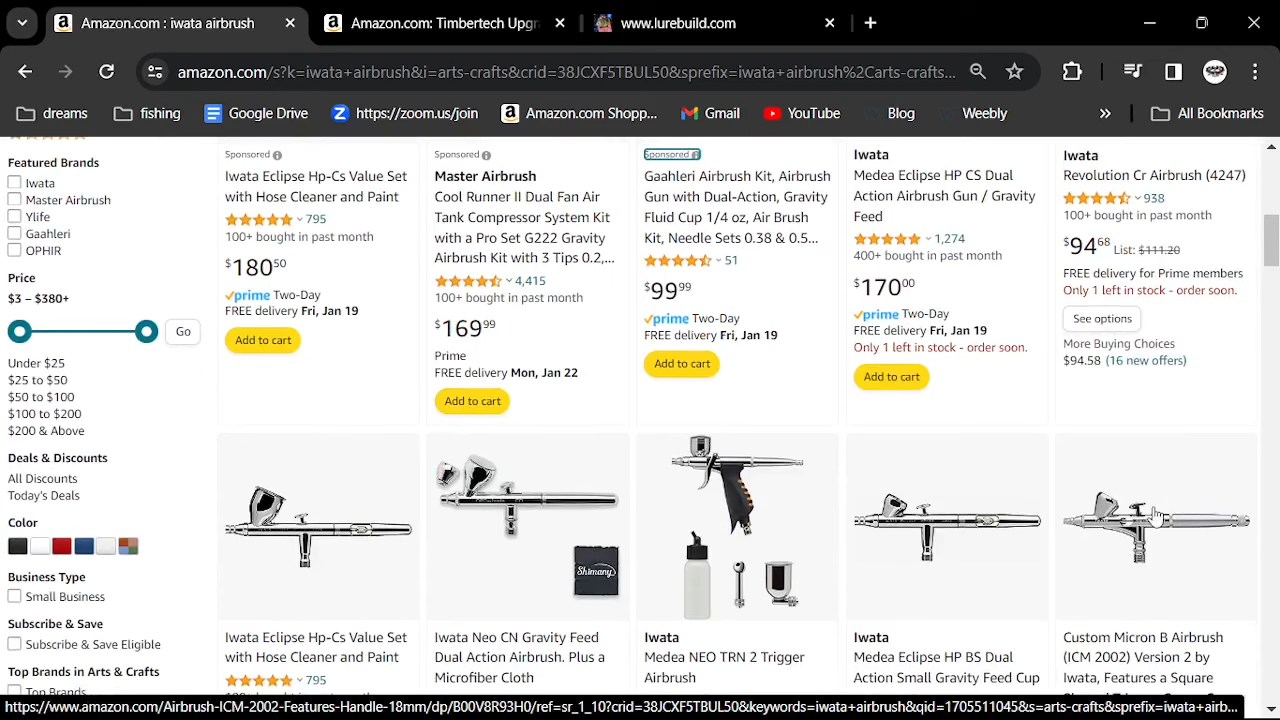 Amazon.com : iwata airbrush
Amazon.com: Timbertech Upgra
www.lurebuild.com
amazon.com/s?k=iwata+airbrush&i=arts-crafts&crid=38JCXF5TBUL50&sprefix=iwata+airbrush%2Carts-crafts...
dreams
fishing
Google Drive
https://zoom.us/join
Amazon.com Shopp...
Gmail
YouTube
Blog
Weebly
All Bookmarks
Featured Brands
Iwata
Master Airbrush
Ylife
Gaahleri
OPHIR
Price
$3 – $380+
Go
Under $25
$25 to $50
$50 to $100
$100 to $200
$200 & Above
Deals & Discounts
All Discounts
Today's Deals
Color
Business Type
Small Business
Subscribe & Save
Subscribe & Save Eligible
Top Brands in Arts & Crafts
Top Brands
Sponsored
Iwata Eclipse Hp-Cs Value Set
with Hose Cleaner and Paint
795
100+ bought in past month
$180 50
prime Two-Day
FREE delivery Fri, Jan 19
Add to cart
Sponsored
Master Airbrush
Cool Runner II Dual Fan Air
Tank Compressor System Kit
with a Pro Set G222 Gravity
Airbrush Kit with 3 Tips 0.2,...
4,415
100+ bought in past month
$169 99
Prime
FREE delivery Mon, Jan 22
Add to cart
Sponsored
Gaahleri Airbrush Kit, Airbrush
Gun with Dual-Action, Gravity
Fluid Cup 1/4 oz, Air Brush
Kit, Needle Sets 0.38 & 0.5...
51
$99 99
prime Two-Day
FREE delivery Fri, Jan 19
Add to cart
Iwata
Medea Eclipse HP CS Dual
Action Airbrush Gun / Gravity
Feed
1,274
400+ bought in past month
$170 00
prime Two-Day
FREE delivery Fri, Jan 19
Only 1 left in stock - order soon.
Add to cart
Iwata
Revolution Cr Airbrush (4247)
938
100+ bought in past month
$94 68 List: $111.20
FREE delivery for Prime members
Only 1 left in stock - order soon.
See options
More Buying Choices
$94.58 (16 new offers)
Iwata Eclipse Hp-Cs Value Set
with Hose Cleaner and Paint
795
Shimany
Iwata Neo CN Gravity Feed
Dual Action Airbrush. Plus a
Microfiber Cloth
Iwata
Medea NEO TRN 2 Trigger
Airbrush
Iwata
Medea Eclipse HP BS Dual
Action Small Gravity Feed Cup
Custom Micron B Airbrush
(ICM 2002) Version 2 by
Iwata, Features a Square
https://www.amazon.com/Airbrush-ICM-2002-Features-Handle-18mm/dp/B00V8R93H0/ref=sr_1_10?crid=38JCXF5TBUL50&keywords=iwata+airbrush&qid=1705511045&s=arts-crafts&sprefix=iwata+airb...